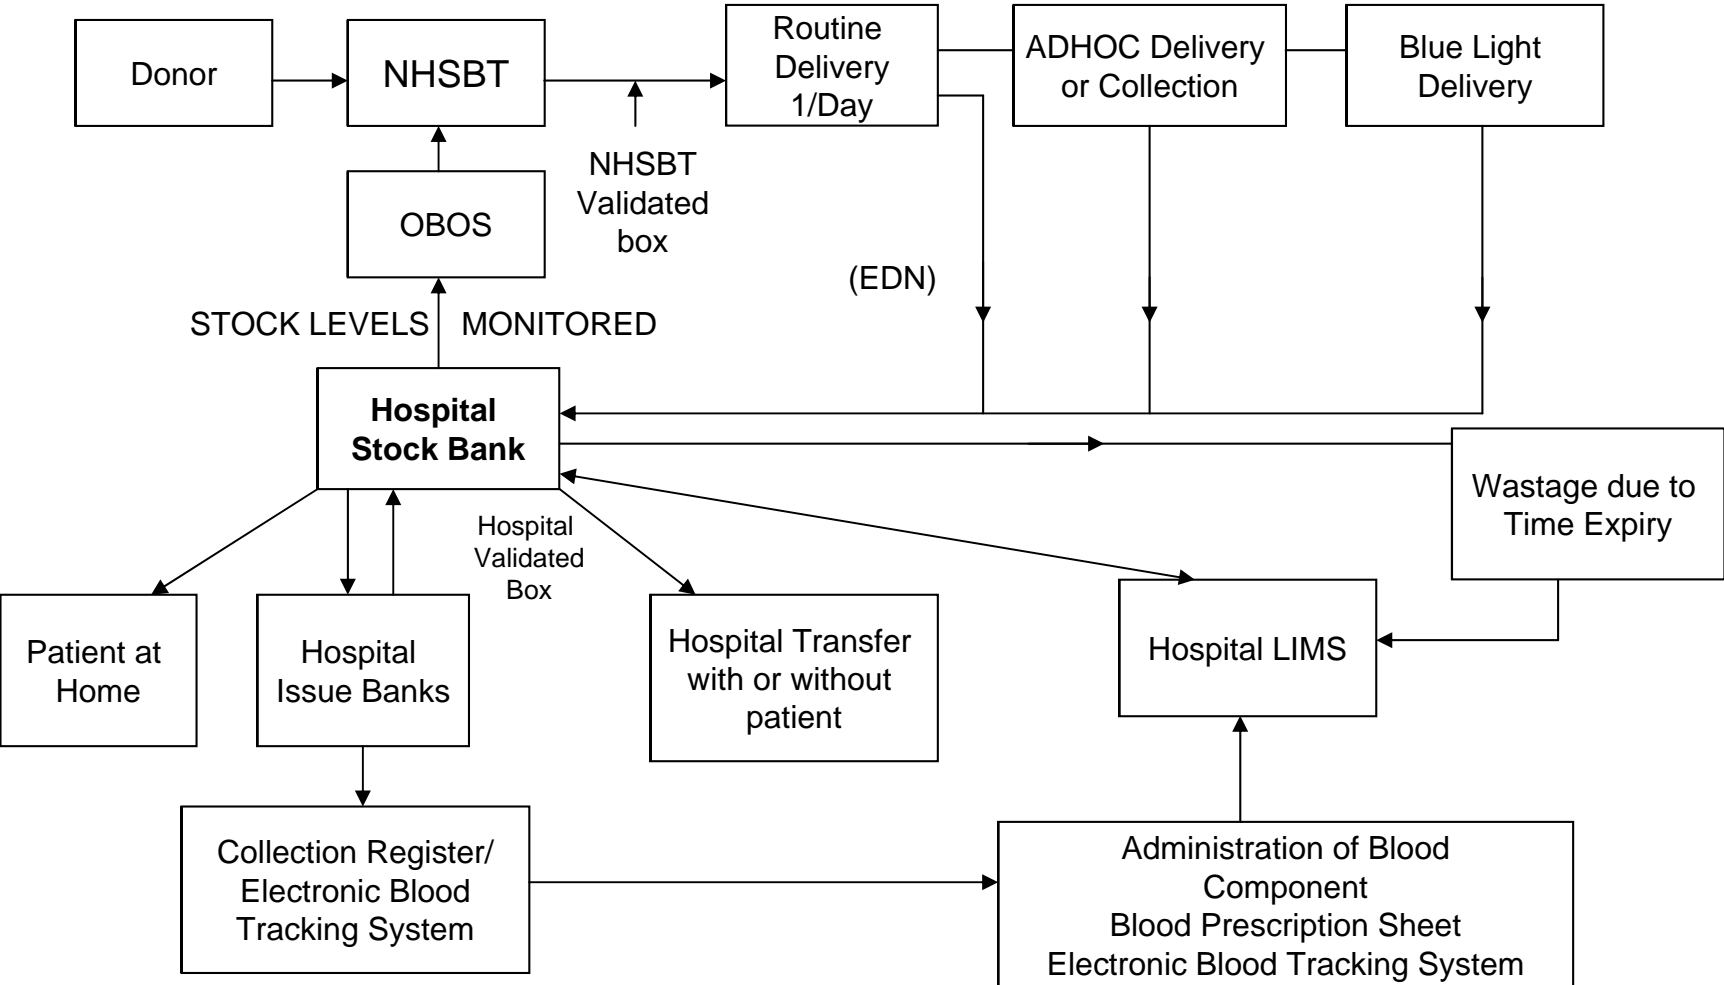 Donor
NHSBT
Routine
Delivery
1/Day
ADHOC Delivery
or Collection
Blue Light
Delivery
NHSBT
Validated
box
OBOS
(EDN)
STOCK LEVELS MONITORED
Hospital
Stock Bank
Wastage due to
Time Expiry
Hospital
Validated
Box
Patient at
Home
Hospital
Issue Banks
Hospital Transfer
with or without
patient
Hospital LIMS
Collection Register/
Electronic Blood
Tracking System
Administration of Blood
Component
Blood Prescription Sheet
Electronic Blood Tracking System